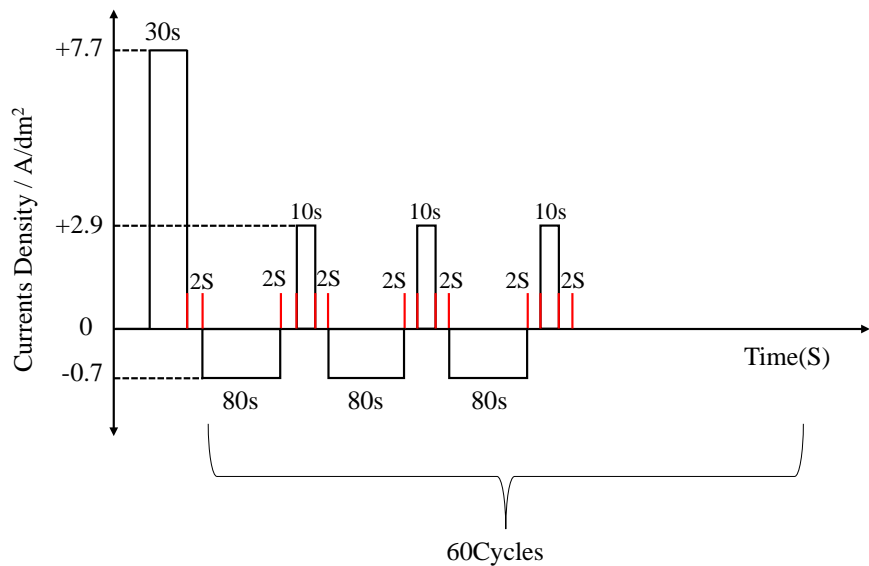 30s
+7.7
Currents Density / A/dm²
+2.9
10s
10s
10s
2S
2S
2S
2S
2S
2S
2S
0
Time(S)
-0.7
80s
80s
80s
60Cycles